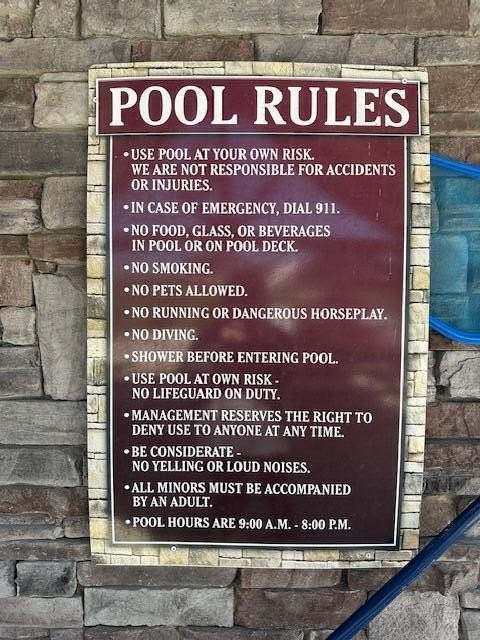 POOL RULES
• USE POOL AT YOUR OWN RISK.
WE ARE NOT RESPONSIBLE FOR ACCIDENTS
OR INJURIES.
• IN CASE OF EMERGENCY, DIAL 911.
• NO FOOD, GLASS, OR BEVERAGES
IN POOL OR ON POOL DECK.
• NO SMOKING.
• NO PETS ALLOWED.
• NO RUNNING OR DANGEROUS HORSEPLAY.
• NO DIVING.
• SHOWER BEFORE ENTERING POOL.
• USE POOL AT OWN RISK -
NO LIFEGUARD ON DUTY.
• MANAGEMENT RESERVES THE RIGHT TO
DENY USE TO ANYONE AT ANY TIME.
• BE CONSIDERATE -
NO YELLING OR LOUD NOISES.
• ALL MINORS MUST BE ACCOMPANIED
BY AN ADULT.
• POOL HOURS ARE 9:00 A.M. - 8:00 P.M.